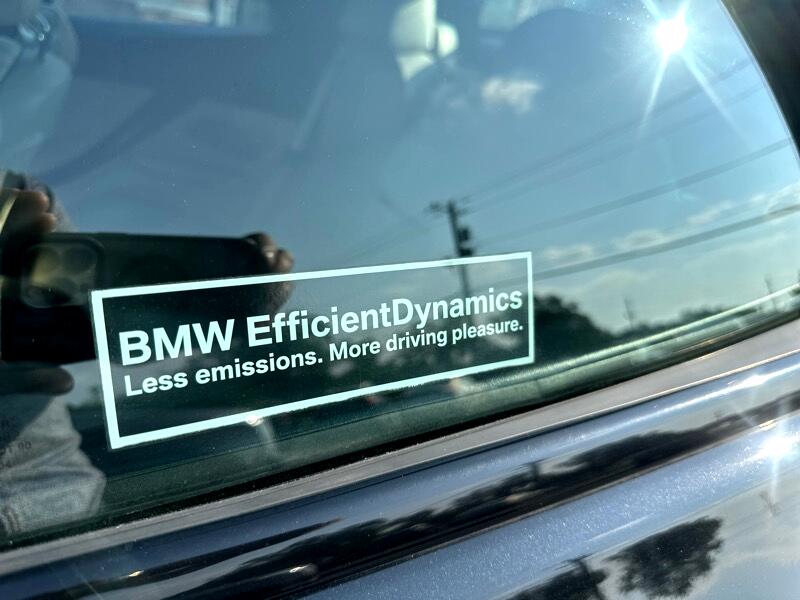 BMW EfficientDynamics
Less emissions. More driving pleasure.